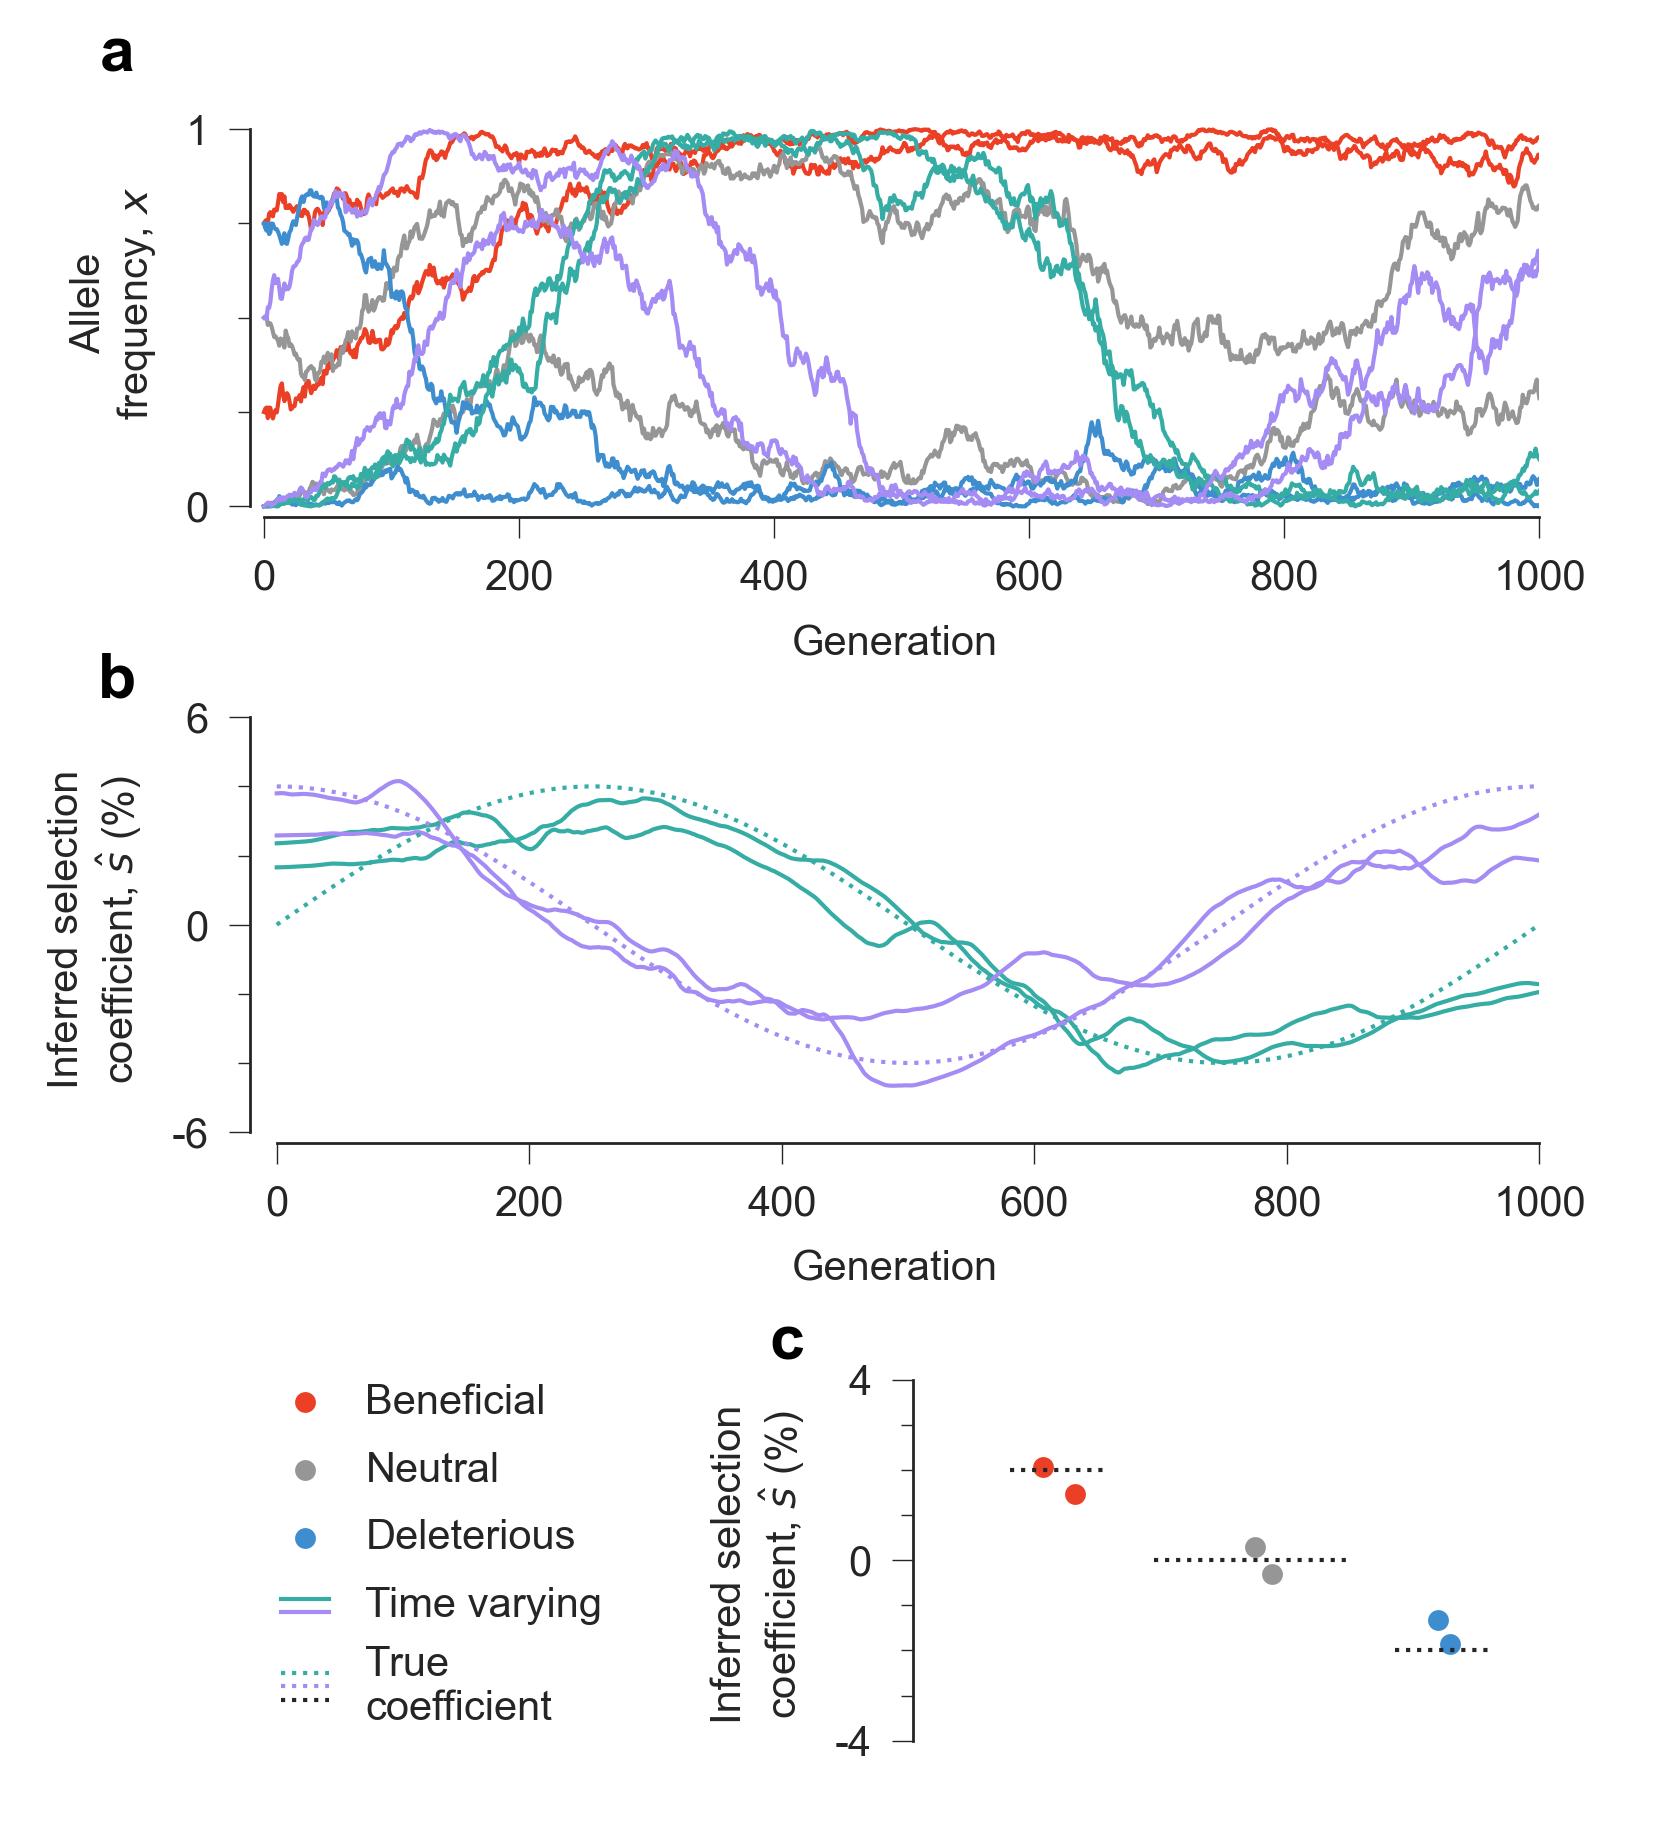 a
1
0
Allele
frequency, x
0 200 400 600 800 1000
Generation
b
6
0
-6
Inferred selection
coefficient, ŝ (%)
0 200 400 600 800 1000
Generation
c
4
0
-4
Inferred selection
coefficient, ŝ (%)
Beneficial
Neutral
Deleterious
Time varying
True
coefficient